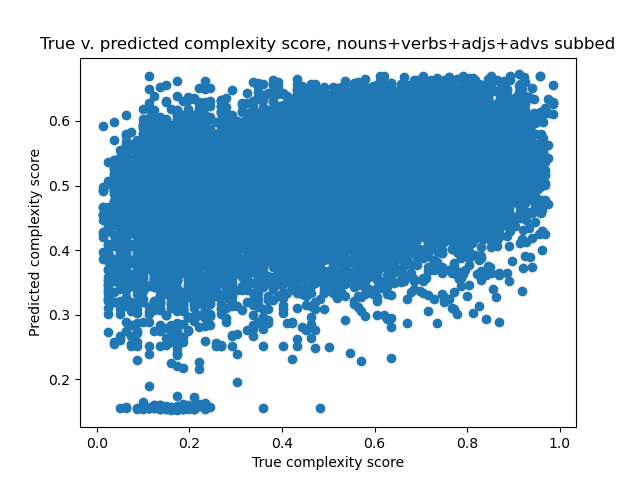 True v. predicted complexity score, nouns+verbs+adjs+advs subbed
0.6
0.5
0.4
0.3
0.2
Predicted complexity score
0.0 0.2 0.4 0.6 0.8 1.0
True complexity score